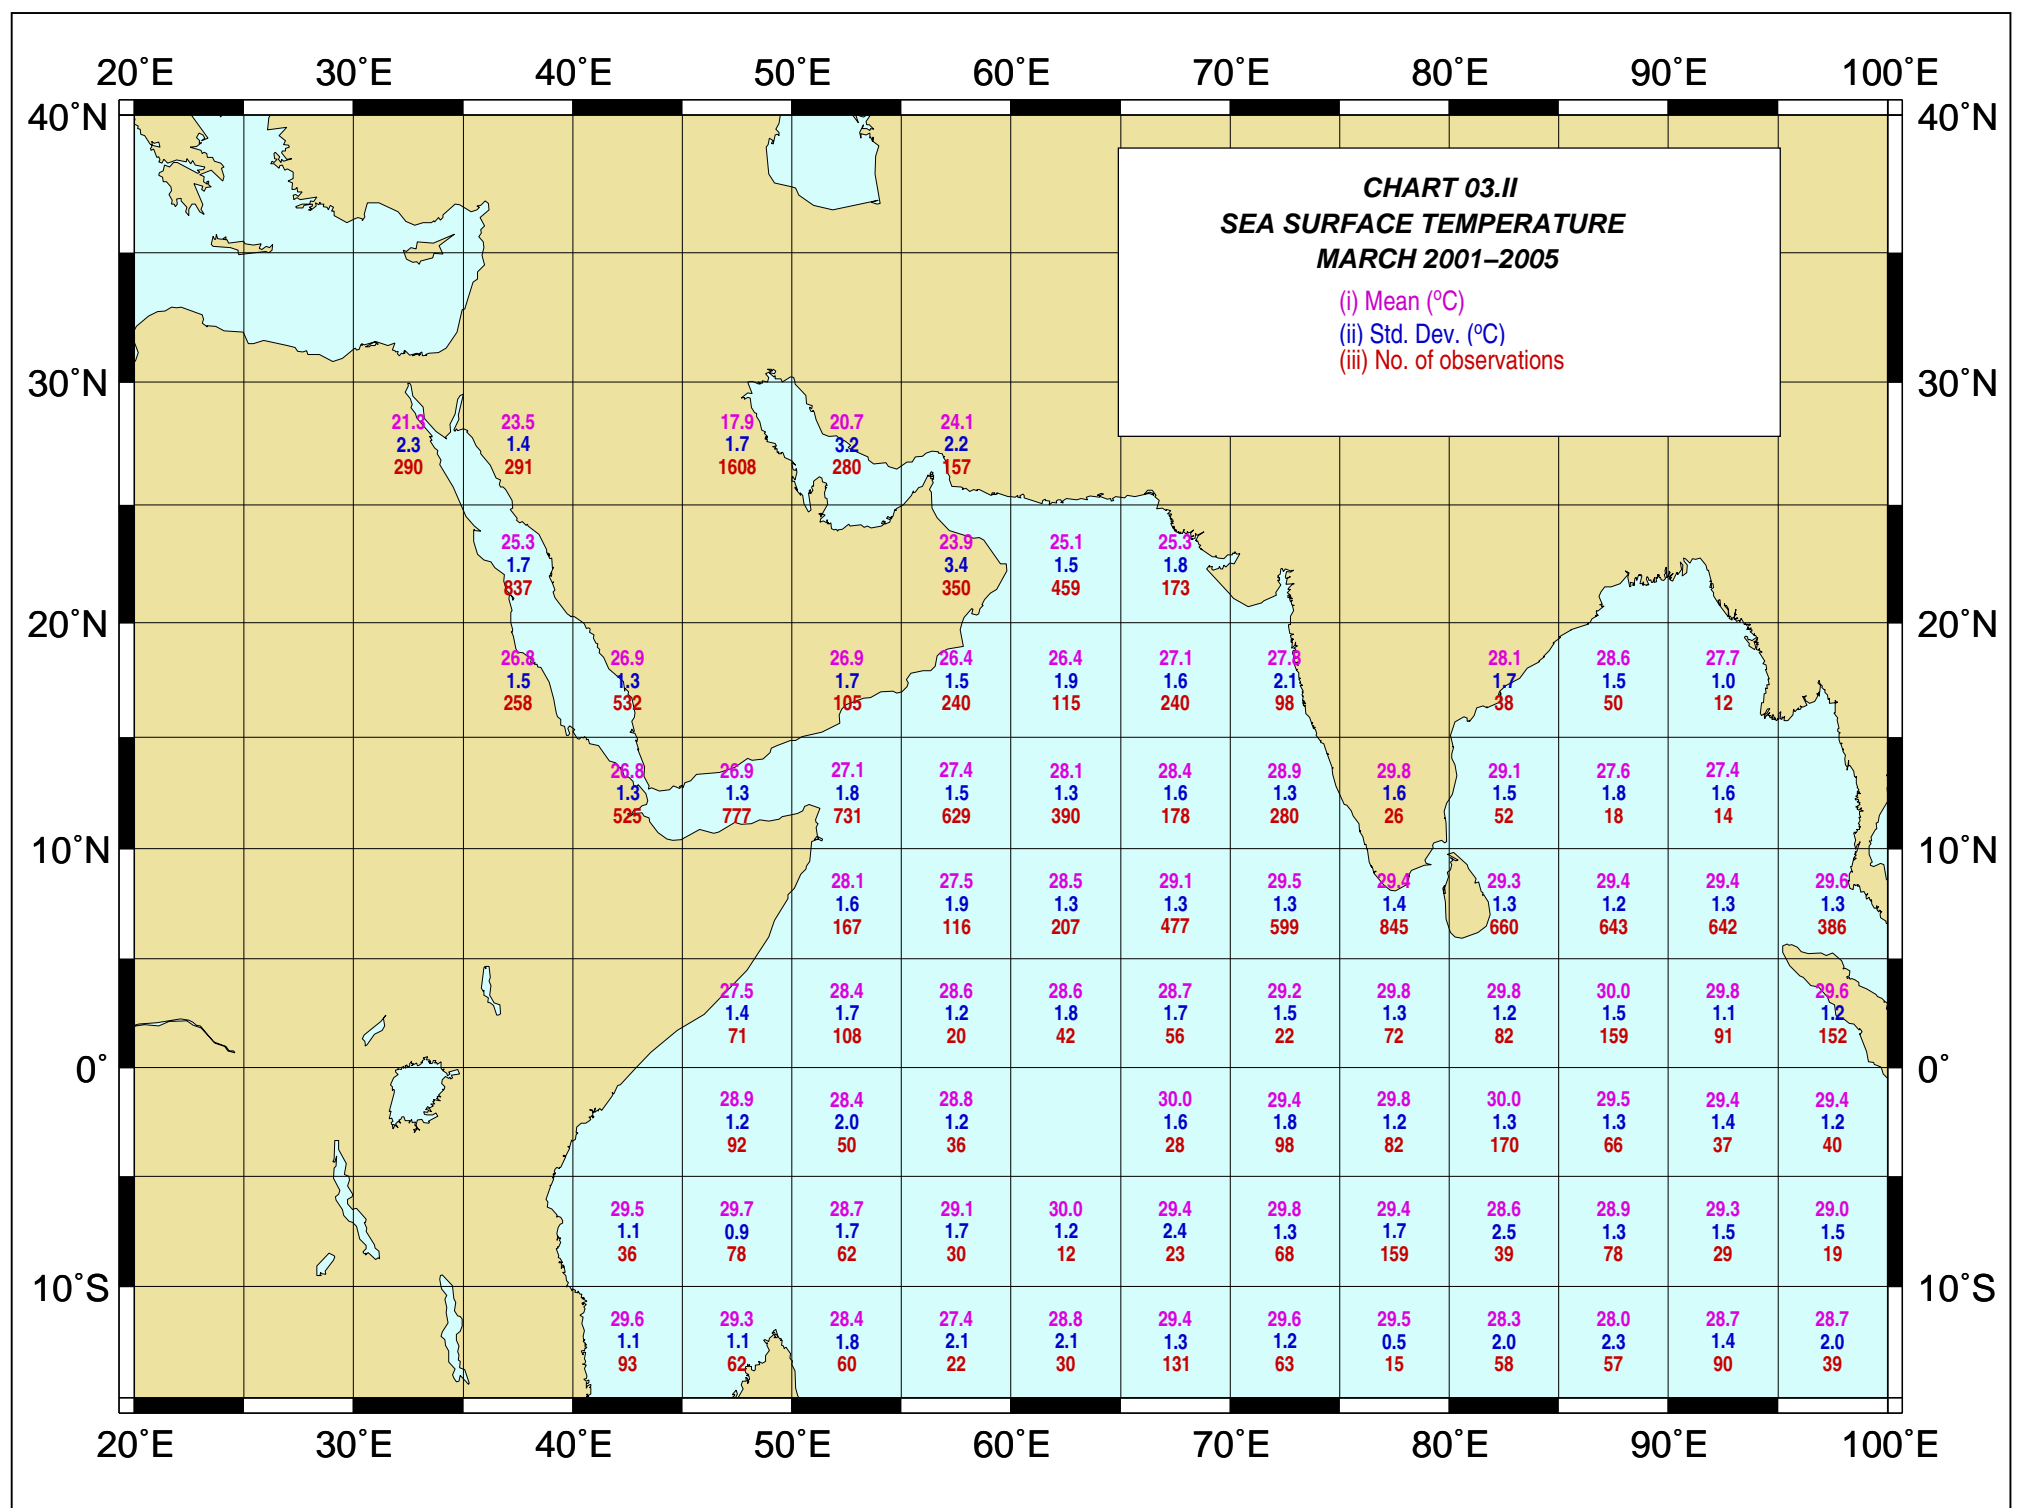 20°E 30°E 40°E 50°E 60°E 70°E 80°E 90°E 100°E
40°N 40°N
CHART 03.II
SEA SURFACE TEMPERATURE
MARCH 2001–2005
(i) Mean (ºC)
(ii) Std. Dev. (ºC)
(iii) No. of observations
30°N 30°N
21.3 23.5 17.9 20.7 24.1
2.3 1.4 1.7 3.2 2.2
290 291 1608 280 157
25.3 23.9 25.1 25.3
1.7 3.4 1.5 1.8
837 350 459 173
20°N 20°N
26.8 26.9 26.9 26.4 26.4 27.1 27.8 28.1 28.6 27.7
1.5 1.3 1.7 1.5 1.9 1.6 2.1 1.7 1.5 1.0
258 532 105 240 115 240 98 38 50 12
26.8 26.9 27.1 27.4 28.1 28.4 28.9 29.8 29.1 27.6 27.4
1.3 1.3 1.8 1.5 1.3 1.6 1.3 1.6 1.5 1.8 1.6
525 777 731 629 390 178 280 26 52 18 14
10°N 10°N
28.1 27.5 28.5 29.1 29.5 29.4 29.3 29.4 29.4 29.6
1.6 1.9 1.3 1.3 1.3 1.4 1.3 1.2 1.3 1.3
167 116 207 477 599 845 660 643 642 386
27.5 28.4 28.6 28.6 28.7 29.2 29.8 29.8 30.0 29.8 29.6
1.4 1.7 1.2 1.8 1.7 1.5 1.3 1.2 1.5 1.1 1.2
71 108 20 42 56 22 72 82 159 91 152
0° 0°
28.9 28.4 28.8 30.0 29.4 29.8 30.0 29.5 29.4 29.4
1.2 2.0 1.2 1.6 1.8 1.2 1.3 1.3 1.4 1.2
92 50 36 28 98 82 170 66 37 40
29.5 29.7 28.7 29.1 30.0 29.4 29.8 29.4 28.6 28.9 29.3 29.0
1.1 0.9 1.7 1.7 1.2 2.4 1.3 1.7 2.5 1.3 1.5 1.5
36 78 62 30 12 23 68 159 39 78 29 19
10°S 10°S
29.6 29.3 28.4 27.4 28.8 29.4 29.6 29.5 28.3 28.0 28.7 28.7
1.1 1.1 1.8 2.1 2.1 1.3 1.2 0.5 2.0 2.3 1.4 2.0
93 62 60 22 30 131 63 15 58 57 90 39
20°E 30°E 40°E 50°E 60°E 70°E 80°E 90°E 100°E